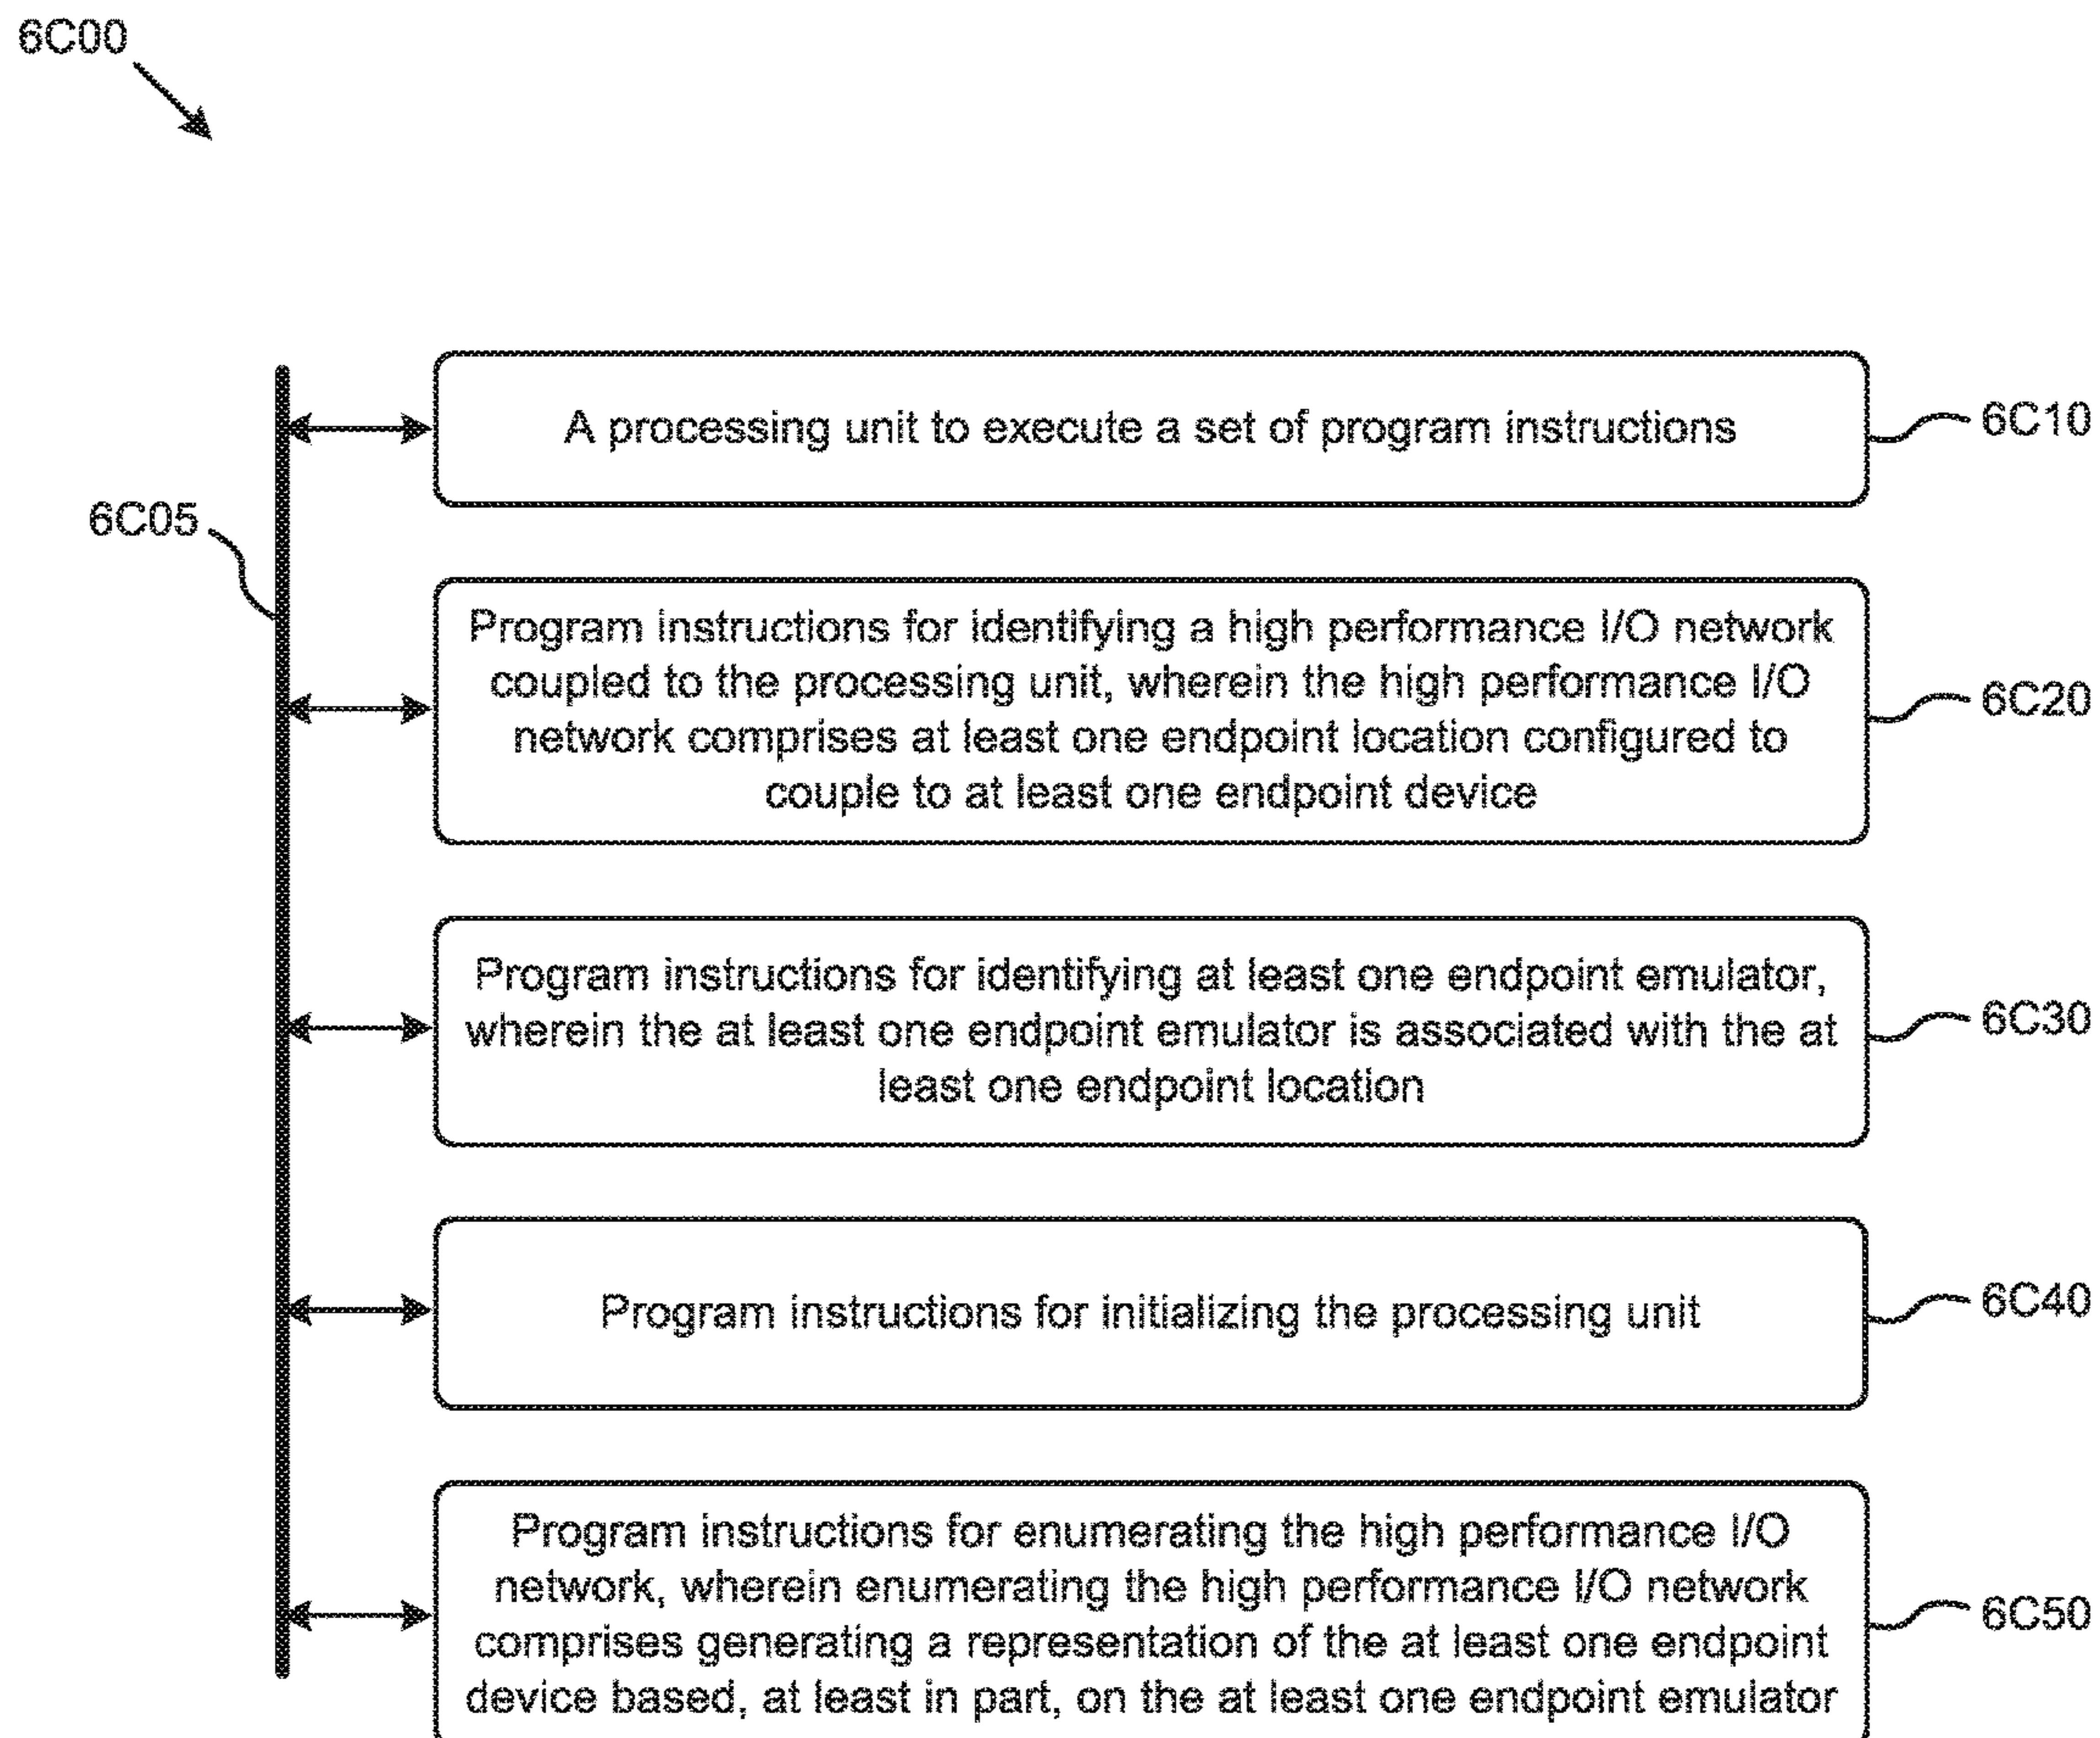 6C00
A processing unit to execute a set of program instructions
6C10
6C05
Program instructions for identifying a high performance I/O network
coupled to the processing unit, wherein the high performance I/O
network comprises at least one endpoint location configured to
couple to at least one endpoint device
6C20
Program instructions for identifying at least one endpoint emulator,
wherein the at least one endpoint emulator is associated with the at
least one endpoint location
6C30
Program instructions for initializing the processing unit
6C40
Program instructions for enumerating the high performance I/O
network, wherein enumerating the high performance I/O network
comprises generating a representation of the at least one endpoint
device based, at least in part, on the at least one endpoint emulator
6C50